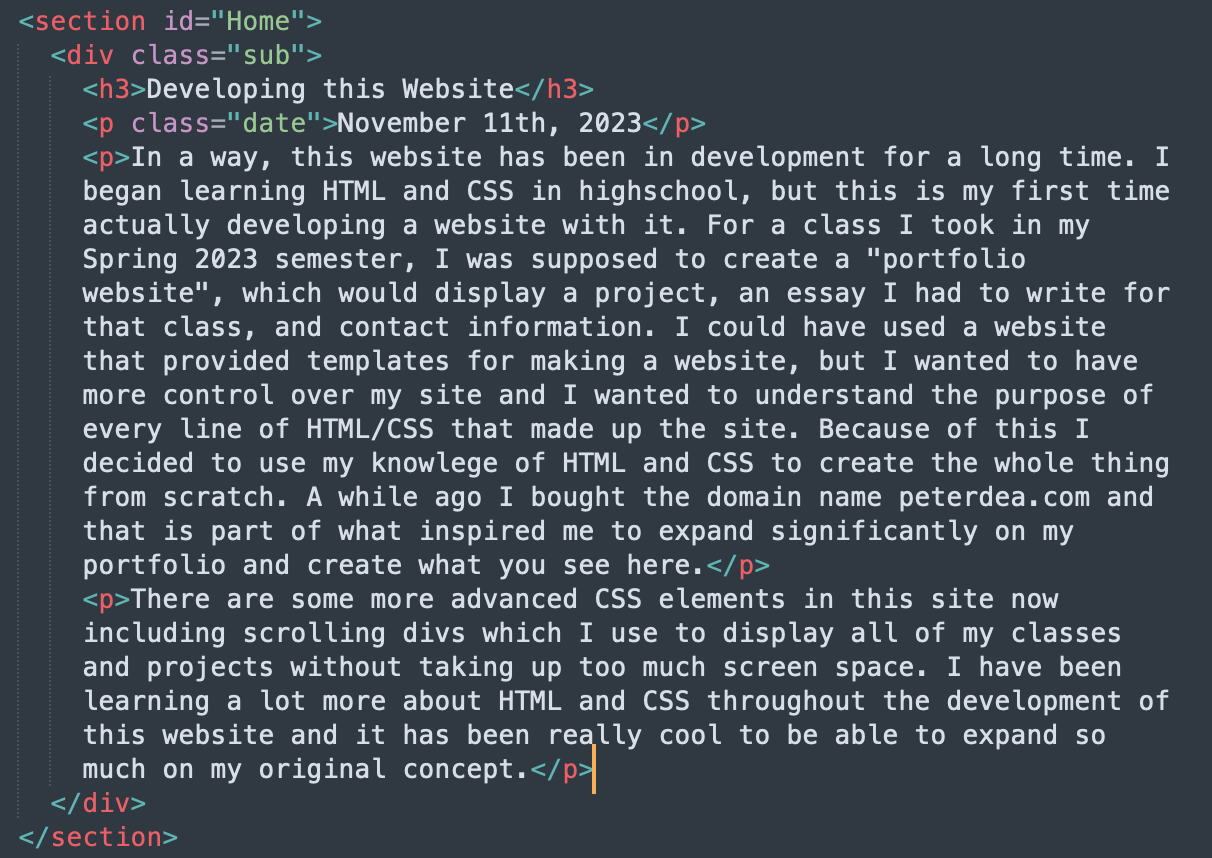 <section id="Home">
<div class="sub">
<h3>Developing this Website</h3>
<p class="date">November 11th, 2023</p>
<p>In a way, this website has been in development for a long time. I
began learning HTML and CSS in highschool, but this is my first time
actually developing a website with it. For a class I took in my
Spring 2023 semester, I was supposed to create a "portfolio
website", which would display a project, an essay I had to write for
that class, and contact information. I could have used a website
that provided templates for making a website, but I wanted to have
more control over my site and I wanted to understand the purpose of
every line of HTML/CSS that made up the site. Because of this I
decided to use my knowlege of HTML and CSS to create the whole thing
from scratch. A while ago I bought the domain name peterdea.com and
that is part of what inspired me to expand significantly on my
portfolio and create what you see here.</p>
<p>There are some more advanced CSS elements in this site now
including scrolling divs which I use to display all of my classes
and projects without taking up too much screen space. I have been
learning a lot more about HTML and CSS throughout the development of
this website and it has been really cool to be able to expand so
much on my original concept.</p>
</div>
</section>